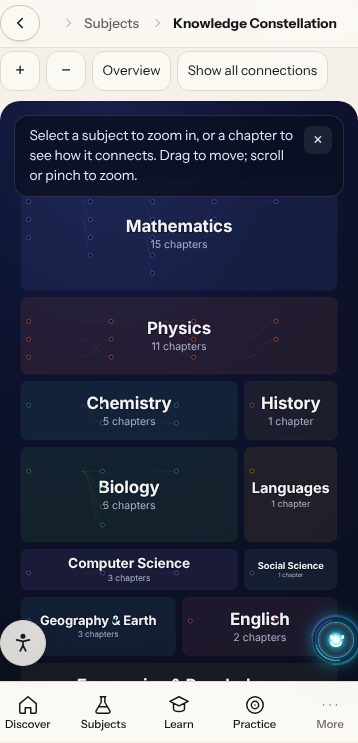 Subjects
Knowledge Constellation
+
−
Overview
Show all connections
Select a subject to zoom in, or a chapter to
see how it connects. Drag to move; scroll
or pinch to zoom.
×
Mathematics
15 chapters
Physics
11 chapters
Chemistry
5 chapters
History
1 chapter
Biology
6 chapters
Languages
1 chapter
Computer Science
3 chapters
Social Science
1 chapter
Geography & Earth
3 chapters
English
2 chapters
Discover
Subjects
Learn
Practice
More